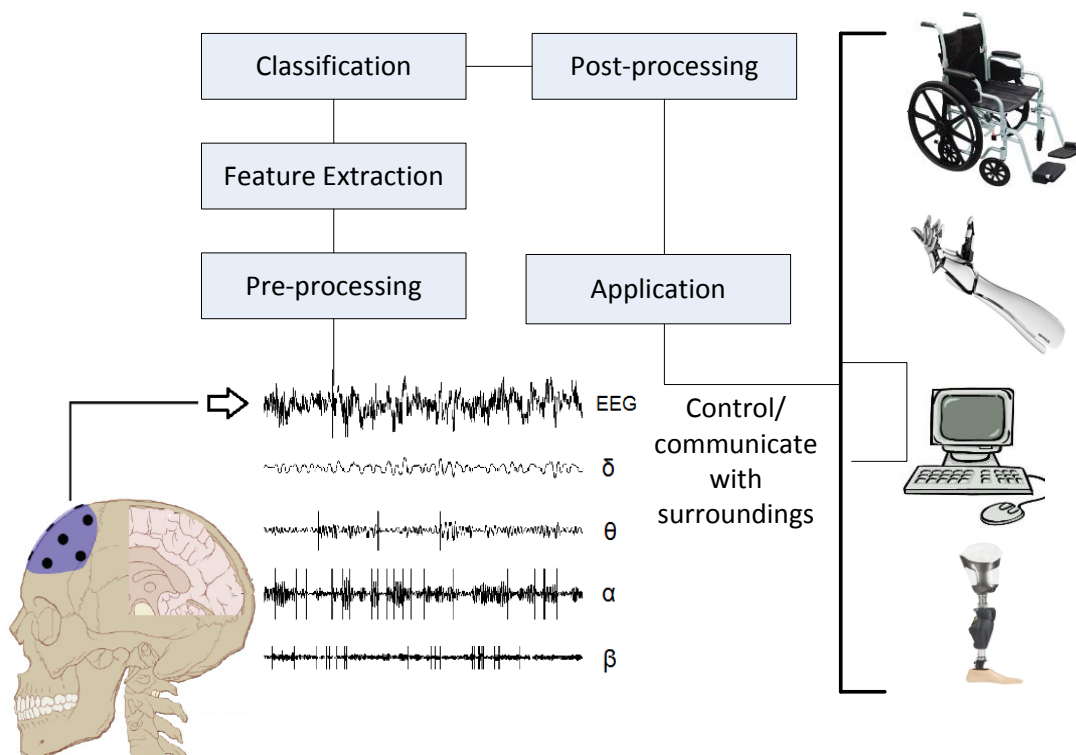 Classification
Post-processing
Feature Extraction
Pre-processing
Application
EEG
δ
θ
α
β
Control/
communicate
with
surroundings